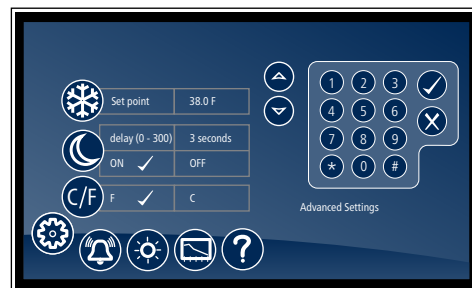 Set point 38.0 F
delay (0 - 300) 3 seconds
ON ✓ OFF
C/F F ✓ C
1 2 3
4 5 6
7 8 9
* 0 #
Advanced Settings
?